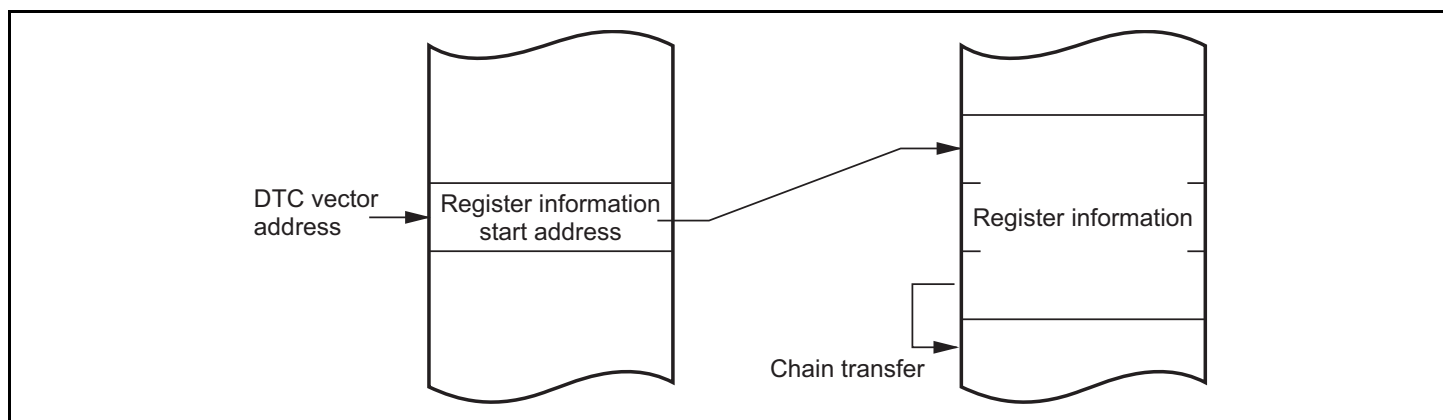 DTC vector
address
Register information
start address
Register information
Chain transfer